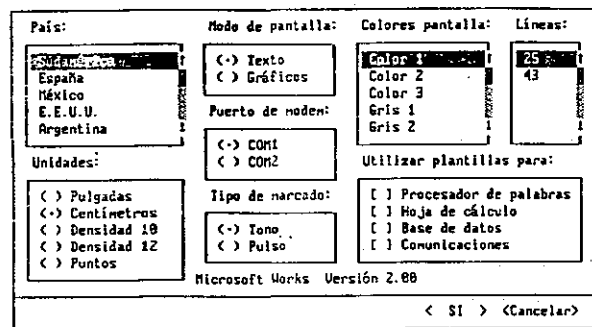 País:
Sudamérica
España
México
E.E.U.U.
Argentina
Unidades:
( ) Pulgadas
(·) Centímetros
( ) Densidad 10
( ) Densidad 12
( ) Puntos
Modo de pantalla:
(·) Texto
( ) Gráficos
Puerto de modem:
(·) COM1
( ) COM2
Tipo de marcado:
(·) Tono
( ) Pulso
Colores pantalla:
Color 1
Color 2
Color 3
Gris 1
Gris 2
Líneas:
25
43
Utilizar plantillas para:
[ ] Procesador de palabras
[ ] Hoja de cálculo
[ ] Base de datos
[ ] Comunicaciones
Microsoft Works Versión 2.00
< SI > <Cancelar>